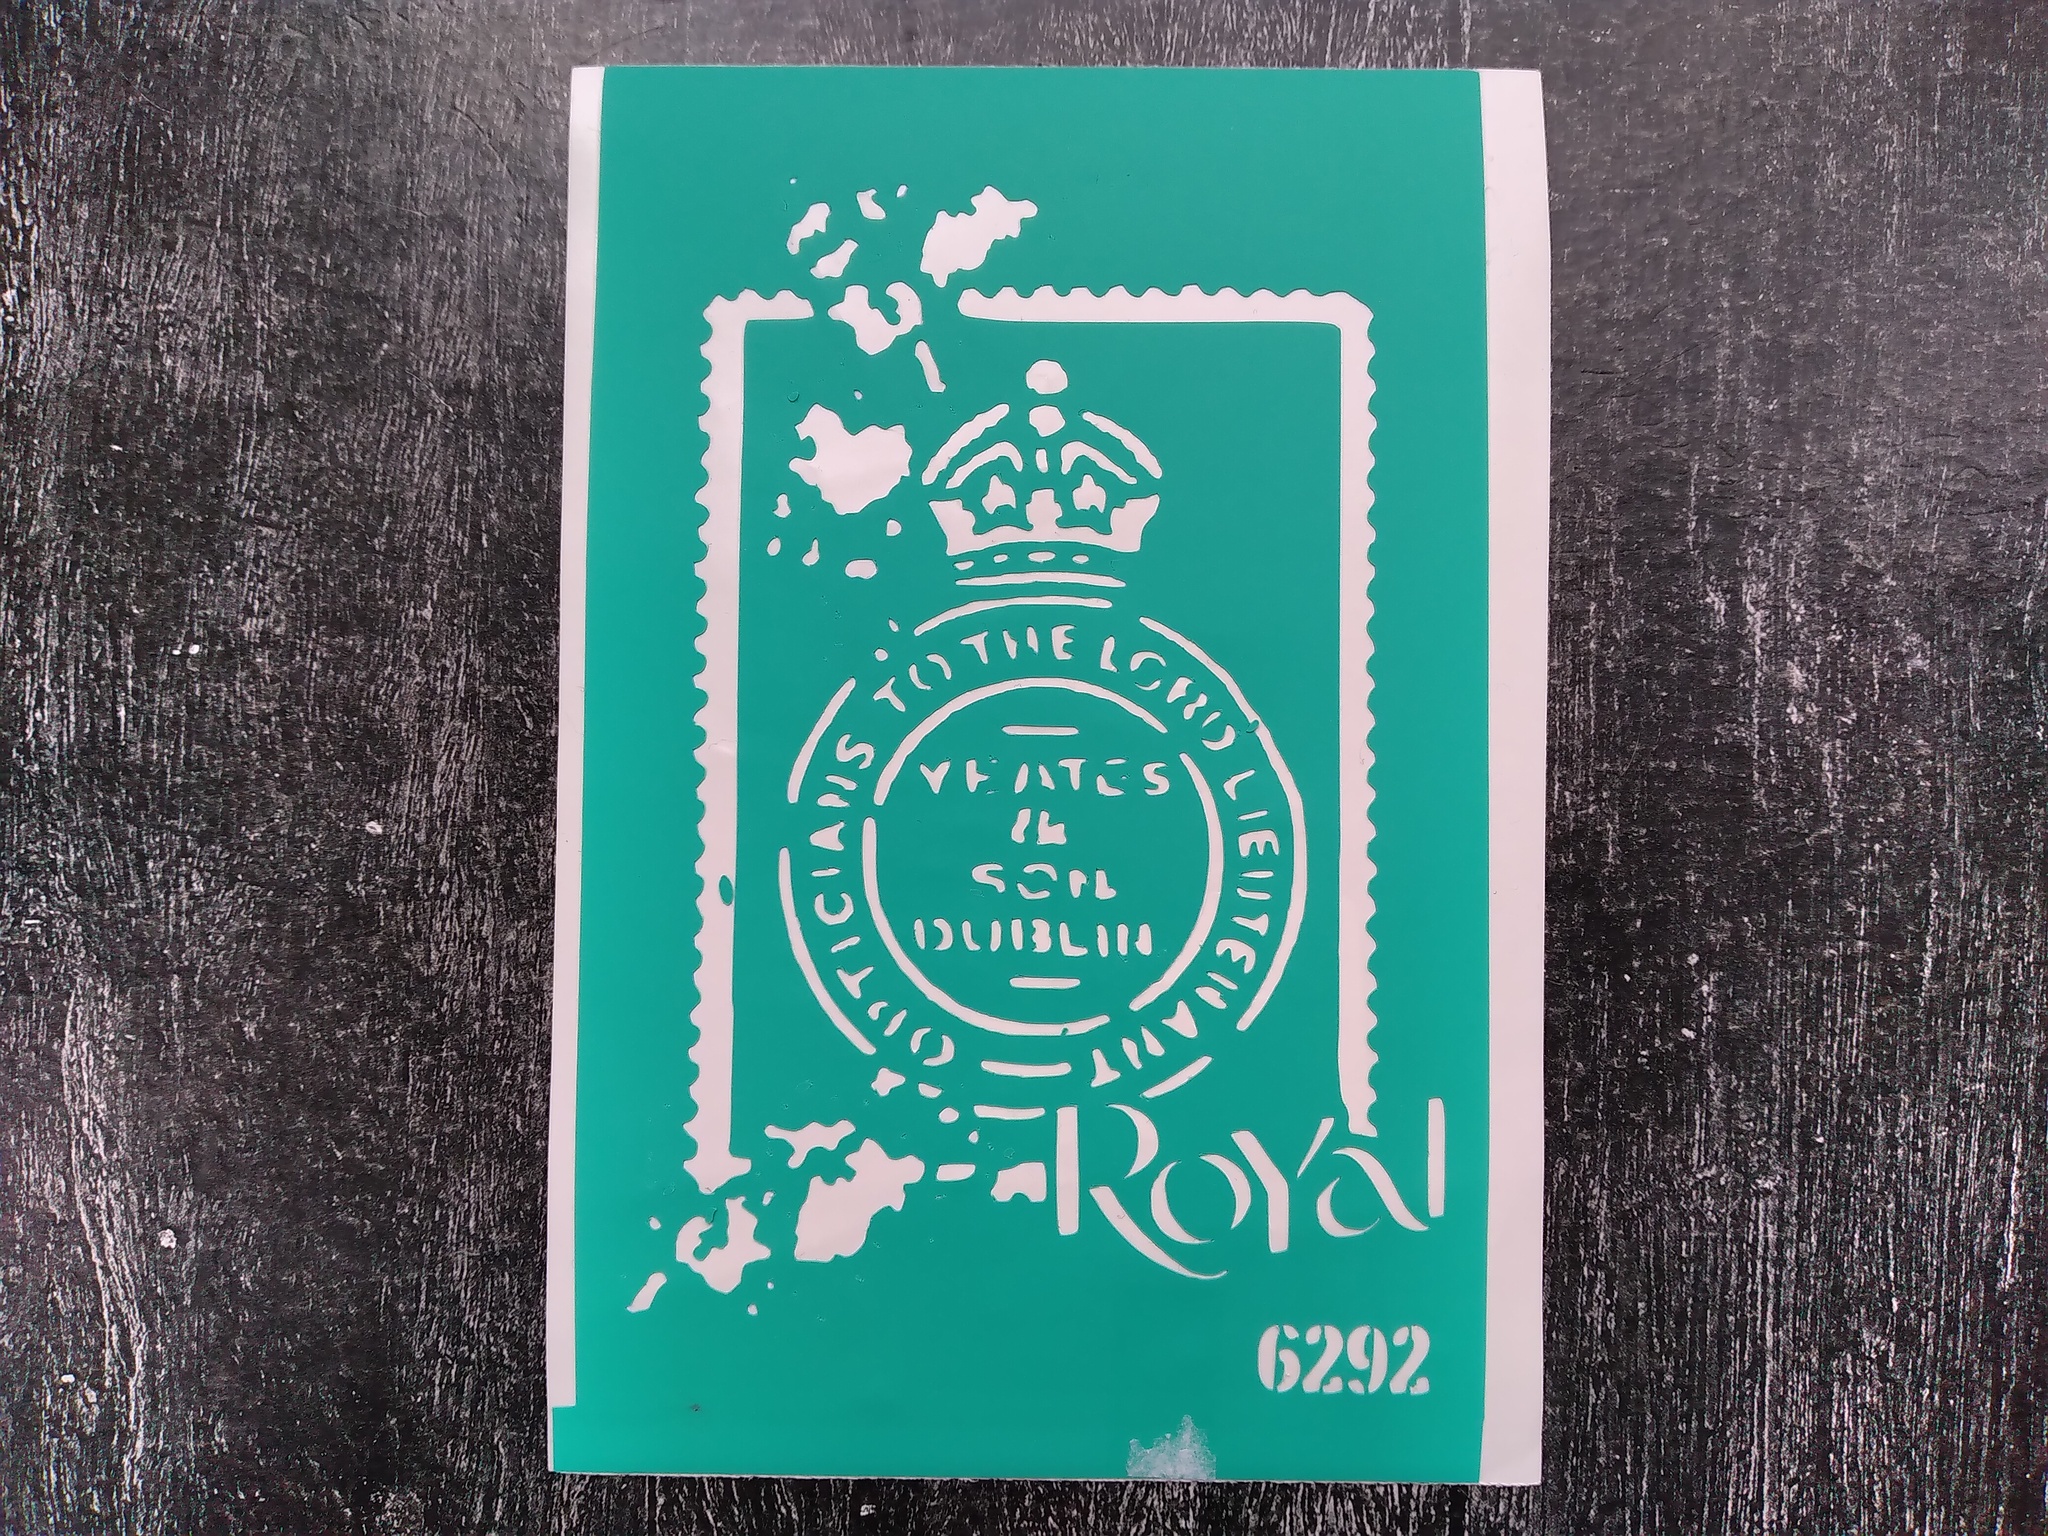 OPTICIANS TO THE LORD LIEUTENANT
YEATES
&
SON
DUBLIN
Royal
6292